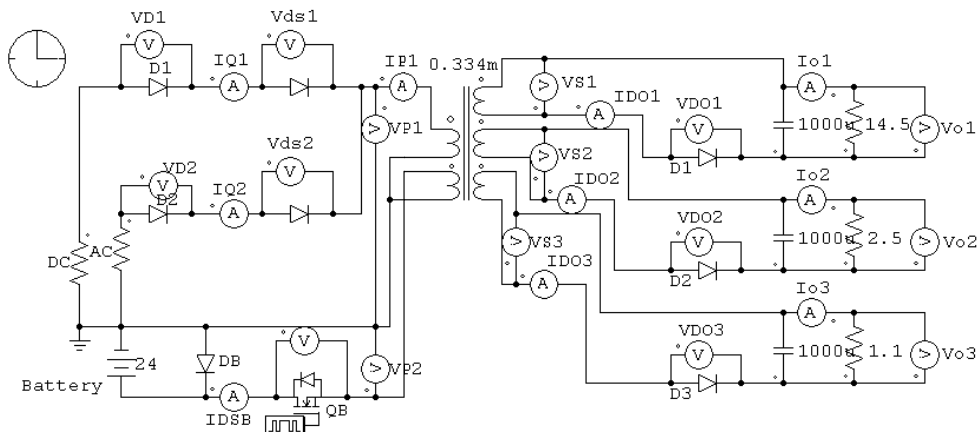 VD1
Vds1
V
V
D1
IQ1
A
IP1
A
0.334m
VS1
IDO1
A
VDO1
V
D1
Io1
A
1000u
14.5
Vo1
VP1
Vds2
VD2
V
V
D2
IQ2
A
VS2
IDO2
A
VDO2
V
D2
Io2
A
1000u
2.5
Vo2
DC
AC
VS3
IDO3
A
VDO3
V
D3
Io3
A
1000u
1.1
Vo3
24
Battery
DB
V
VP2
IDSB
A
QB